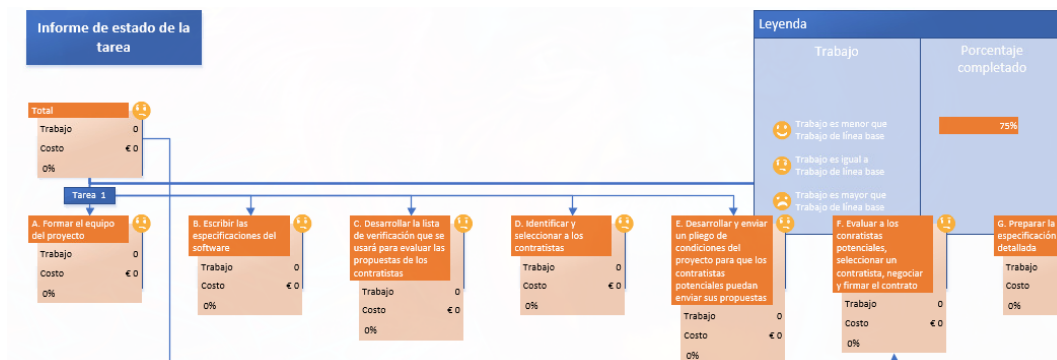 Informe de estado de la
tarea
Leyenda
Trabajo
Porcentaje
completado
Trabajo es menor que
Trabajo de línea base
75%
Trabajo es igual a
Trabajo de línea base
Trabajo es mayor que
Trabajo de línea base
Total
Trabajo 0
Costo € 0
0%
Tarea 1
A. Formar el equipo
del proyecto
Trabajo 0
Costo € 0
0%
B. Escribir las
especificaciones del
software
Trabajo 0
Costo € 0
0%
C. Desarrollar la lista
de verificación que se
usará para evaluar las
propuestas de los
contratistas
Trabajo 0
Costo € 0
0%
D. Identificar y
seleccionar a los
contratistas
Trabajo 0
Costo € 0
0%
E. Desarrollar y enviar
un pliego de
condiciones del
proyecto para que los
contratistas
potenciales puedan
enviar sus propuestas
Trabajo 0
Costo € 0
0%
F. Evaluar a los
conratistas
potenciales,
seleccionar un
contratista, negociar
y firmar el contrato
Trabajo 0
Costo € 0
0%
G. Preparar la
especificación
detallada
Trabajo
Costo
0%